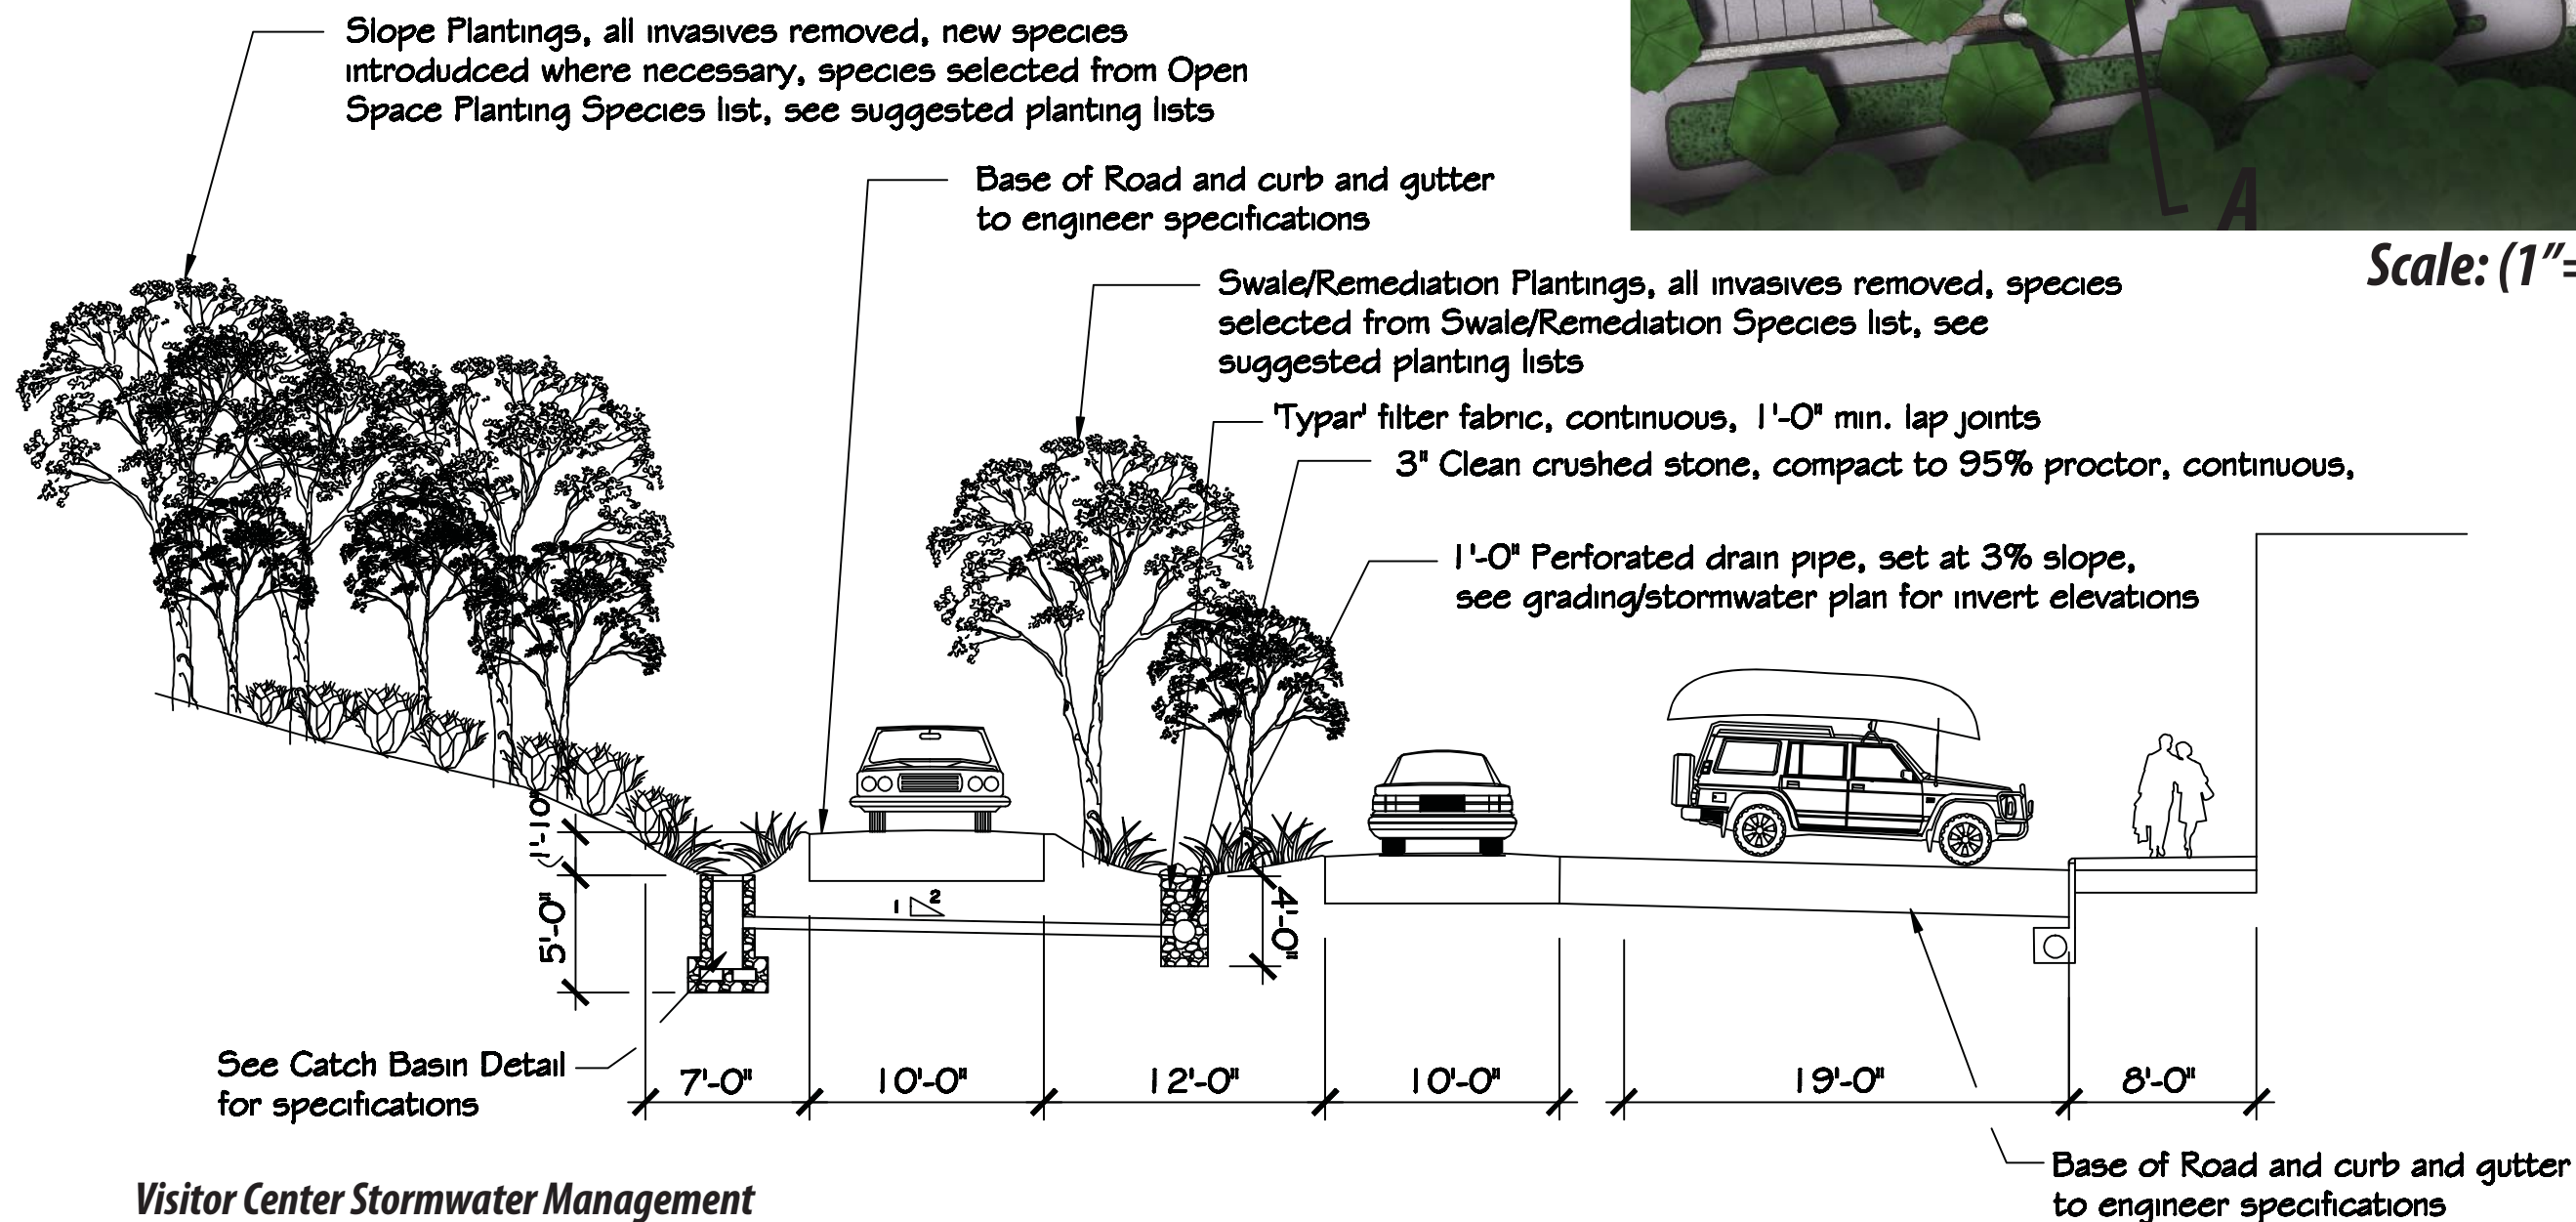 Slope Plantings, all invasives removed, new species
introdudced where necessary, species selected from Open
Space Planting Species list, see suggested planting lists
Base of Road and curb and gutter
to engineer specifications
A
Scale: (1"=
Swale/Remediation Plantings, all invasives removed, species
selected from Swale/Remediation Species list, see
suggested planting lists
'Typar' filter fabric, continuous, 1'-0" min. lap joints
3" Clean crushed stone, compact to 95% proctor, continuous,
1'-0" Perforated drain pipe, set at 3% slope,
see grading/stormwater plan for invert elevations
1'-10"
5'-0"
1 2
4'-0"
See Catch Basin Detail
for specifications
7'-0" 10'-0" 12'-0" 10'-0" 19'-0" 8'-0"
Base of Road and curb and gutter
to engineer specifications
Visitor Center Stormwater Management